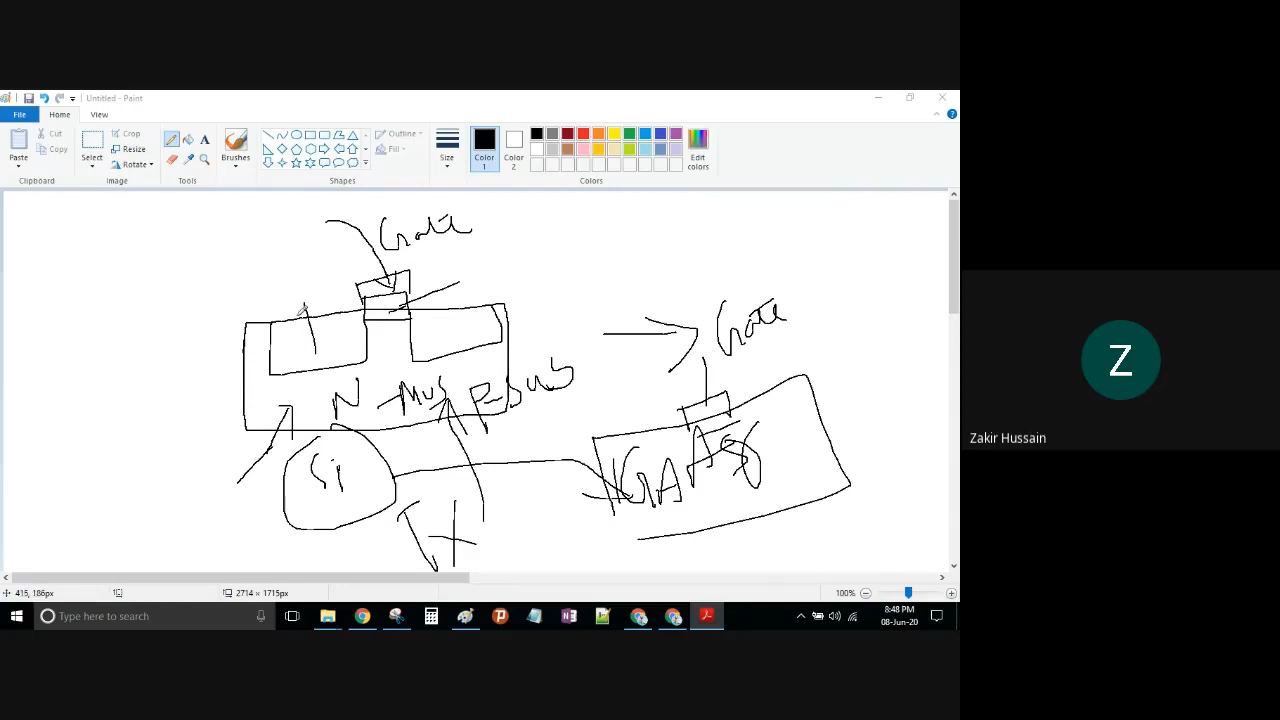 Untitled - Paint
File Home View
Paste
Cut
Copy
Clipboard
Select
Crop
Resize
Rotate
Image
A
Tools
Brushes
Shapes
Outline
Fill
Size
Color 1
Color 2
Edit colors
Colors
Gate
N-MOS P-sub
Si
Gate
GaAs
415, 186px
2714 × 1715px
100%
Type here to search
8:48 PM
08-Jun-20
Z
Zakir Hussain